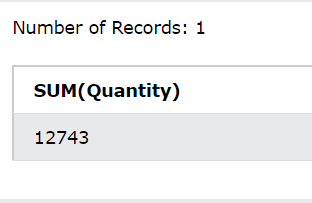 Number of Records: 1
SUM(Quantity)
12743